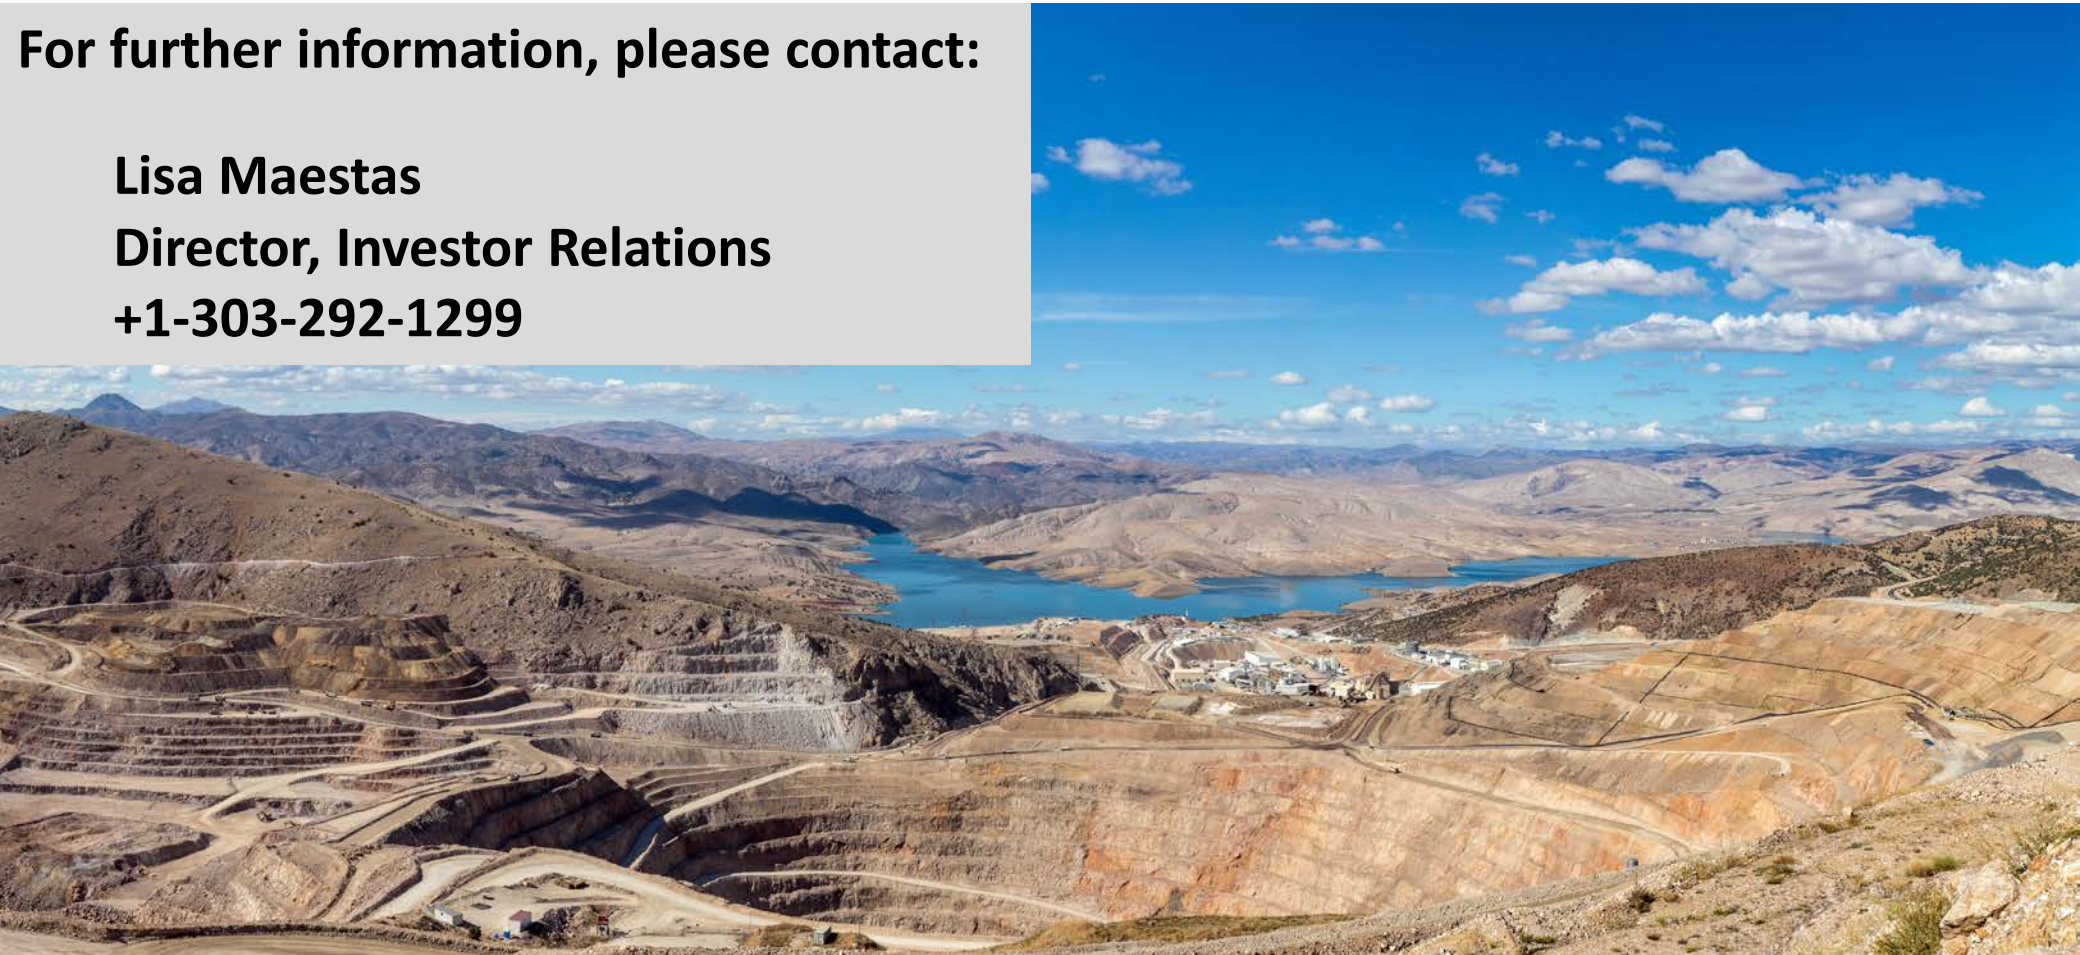 For further information, please contact:
Lisa Maestas
Director, Investor Relations
+1-303-292-1299